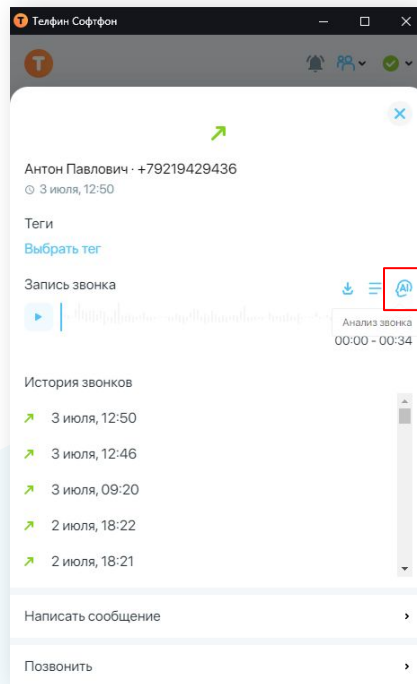 Телфин Софтфон
Антон Павлович · +79219429436
3 июля, 12:50
Теги
Выбрать тег
Запись звонка
AI
Анализ звонка
00:00 - 00:34
История звонков
3 июля, 12:50
3 июля, 12:46
3 июля, 09:20
2 июля, 18:22
2 июля, 18:21
Написать сообщение
Позвонить